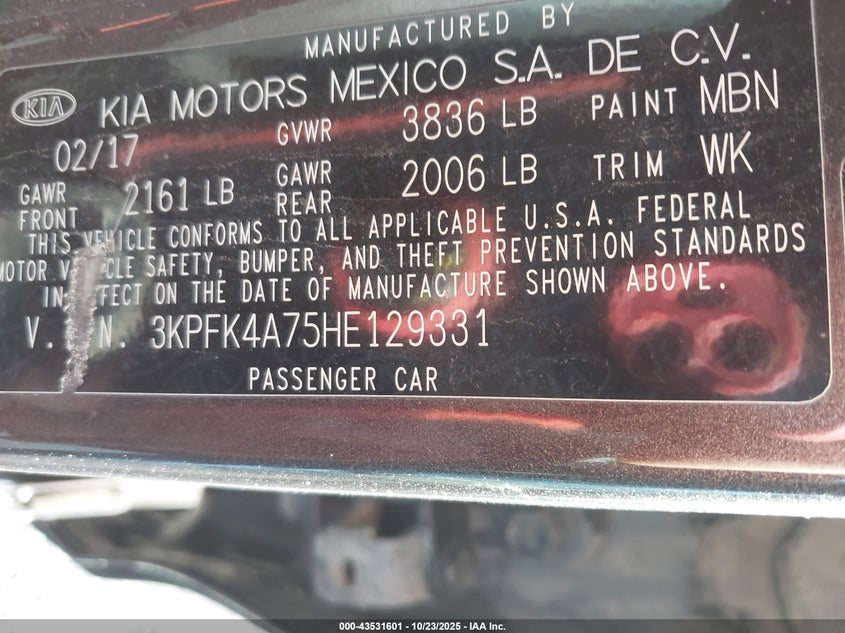 MANUFACTURED BY
KIA KIA MOTORS MEXICO S.A. DE C.V.
02/17 GVWR 3836 LB PAINT MBN
GAWR FRONT 2161 LB GAWR REAR 2006 LB TRIM WK
THIS VEHICLE CONFORMS TO ALL APPLICABLE U.S.A. FEDERAL
MOTOR VEHICLE SAFETY, BUMPER, AND THEFT PREVENTION STANDARDS
IN EFFECT ON THE DATE OF MANUFACTURE SHOWN ABOVE.
V. I. N. 3KPFK4A75HE129331
PASSENGER CAR
000-43531601 - 10/23/2025 - IAA Inc.